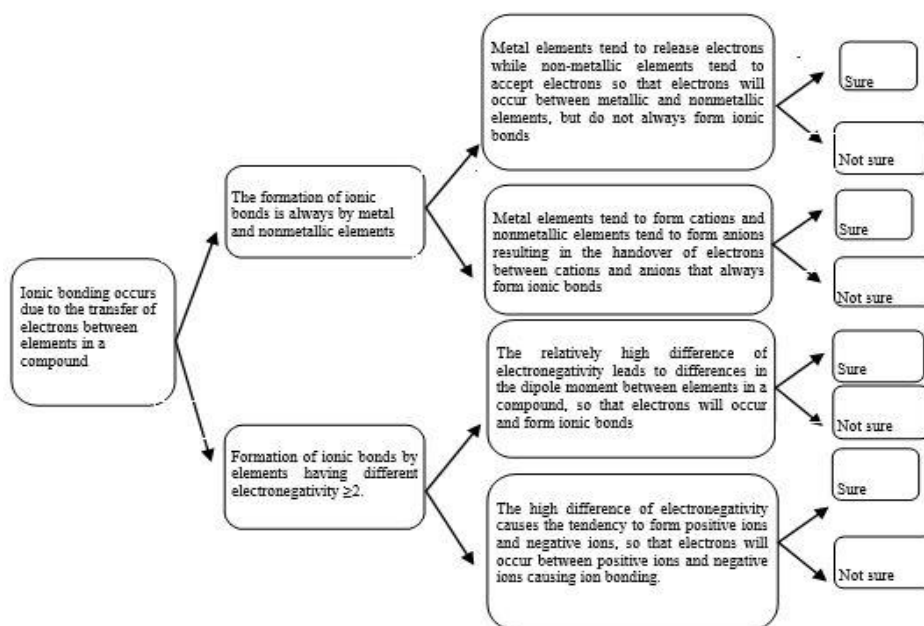 Ionic bonding occurs
due to the transfer of
electrons between
elements in a
compound
The formation of ionic
bonds is always by metal
and nonmetallic elements
Metal elements tend to release electrons
while non-metallic elements tend to
accept electrons so that electrons will
occur between metallic and nonmetallic
elements, but do not always form ionic
bonds
Sure
Not sure
Metal elements tend to form cations and
nonmetallic elements tend to form anions
resulting in the handover of electrons
between cations and anions that always
form ionic bonds
Sure
Not sure
Formation of ionic bonds by
elements having different
electronegativity ≥2.
The relatively high difference of
electronegativity leads to differences in
the dipole moment between elements in a
compound, so that electrons will occur
and form ionic bonds
Sure
Not sure
The high difference of electronegativity
causes the tendency to form positive ions
and negative ions, so that electrons will
occur between positive ions and negative
ions causing ion bonding.
Sure
Not sure